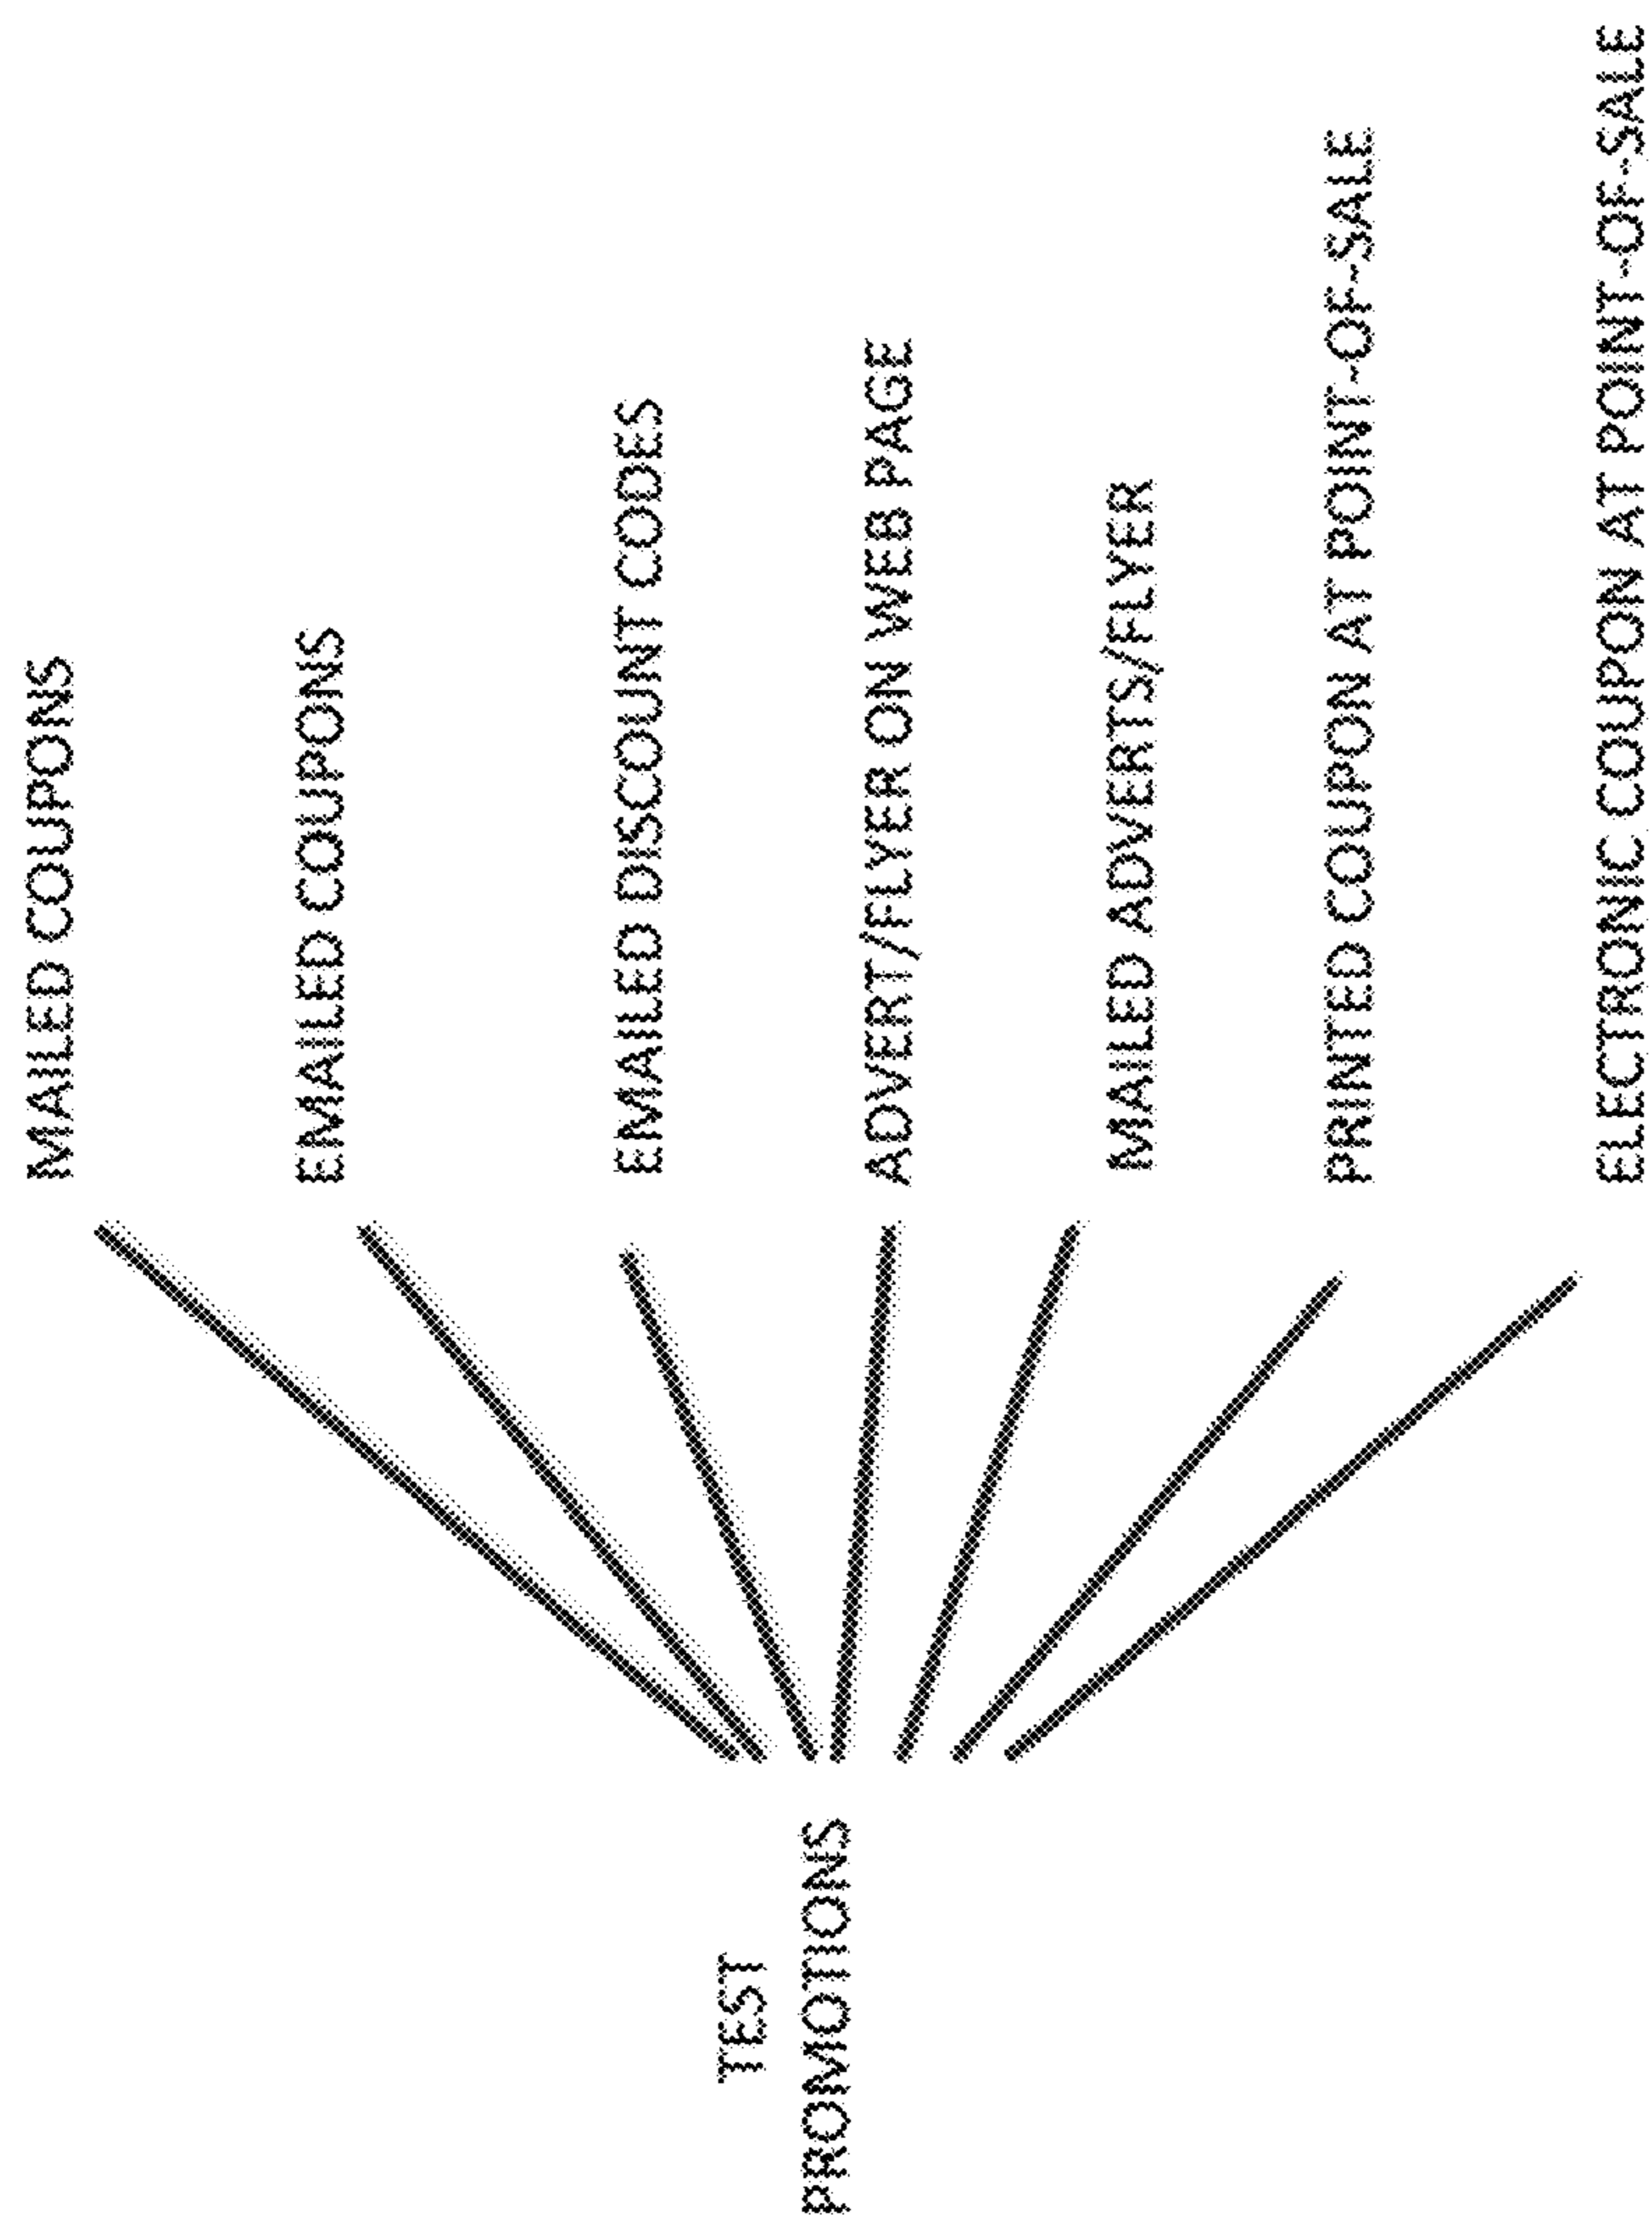 TEST
PROMOTIONS
MAILED COUPONS
EMAILED COUPONS
EMAILED DISCOUNT CODES
ADVERT/FLYER ON WEB PAGE
MAILED ADVERTS/FLYER
PRINTED COUPON AT POINT-OF-SALE
ELECTRONIC COUPON AT POINT-OF-SALE